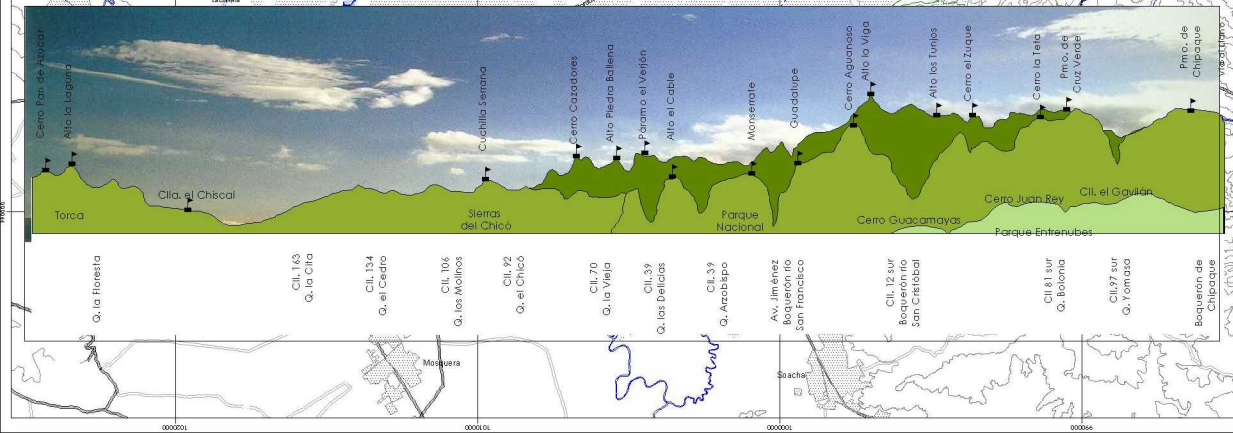 Cerro Pan de Azúcar
Alto la Laguna
Cuchilla Serrana
Cerro Cazadores
Alto Piedra Ballena
Páramo el Verjón
Alto el Cable
Monserrate
Guadalupe
Cerro Aguanoso
Alto la Viga
Alto los Tunjos
Cerro el Zuque
Cerro la Teta
Pmo. de
Cruz Verde
Pmo. de
Chipaque
Clla. el Chiscal
Torca
Sierras
del Chicó
Parque
Nacional
Cerro Guacamayas
Cerro Juan Rey
Cll. el Gavilán
Parque Entrenubes
Q. la Floresta
Cll. 163
Q. la Cita
Cll. 134
Q. el Cedro
Cll. 106
Q. los Molinos
Cll. 92
Q. el Chicó
Cll. 70
Q. la Vieja
Cll. 39
Q. las Delicias
Cll. 39
Q. Arzobispo
Av. Jiménez
Boquerón río
San Francisco
Cll. 12 sur
Boquerón río
San Cristóbal
Cll 81 sur
Q. Bolonia
Cll. 97 sur
Q. Yomasa
Boquerón de
Chipaque
Mosquera
Soacha